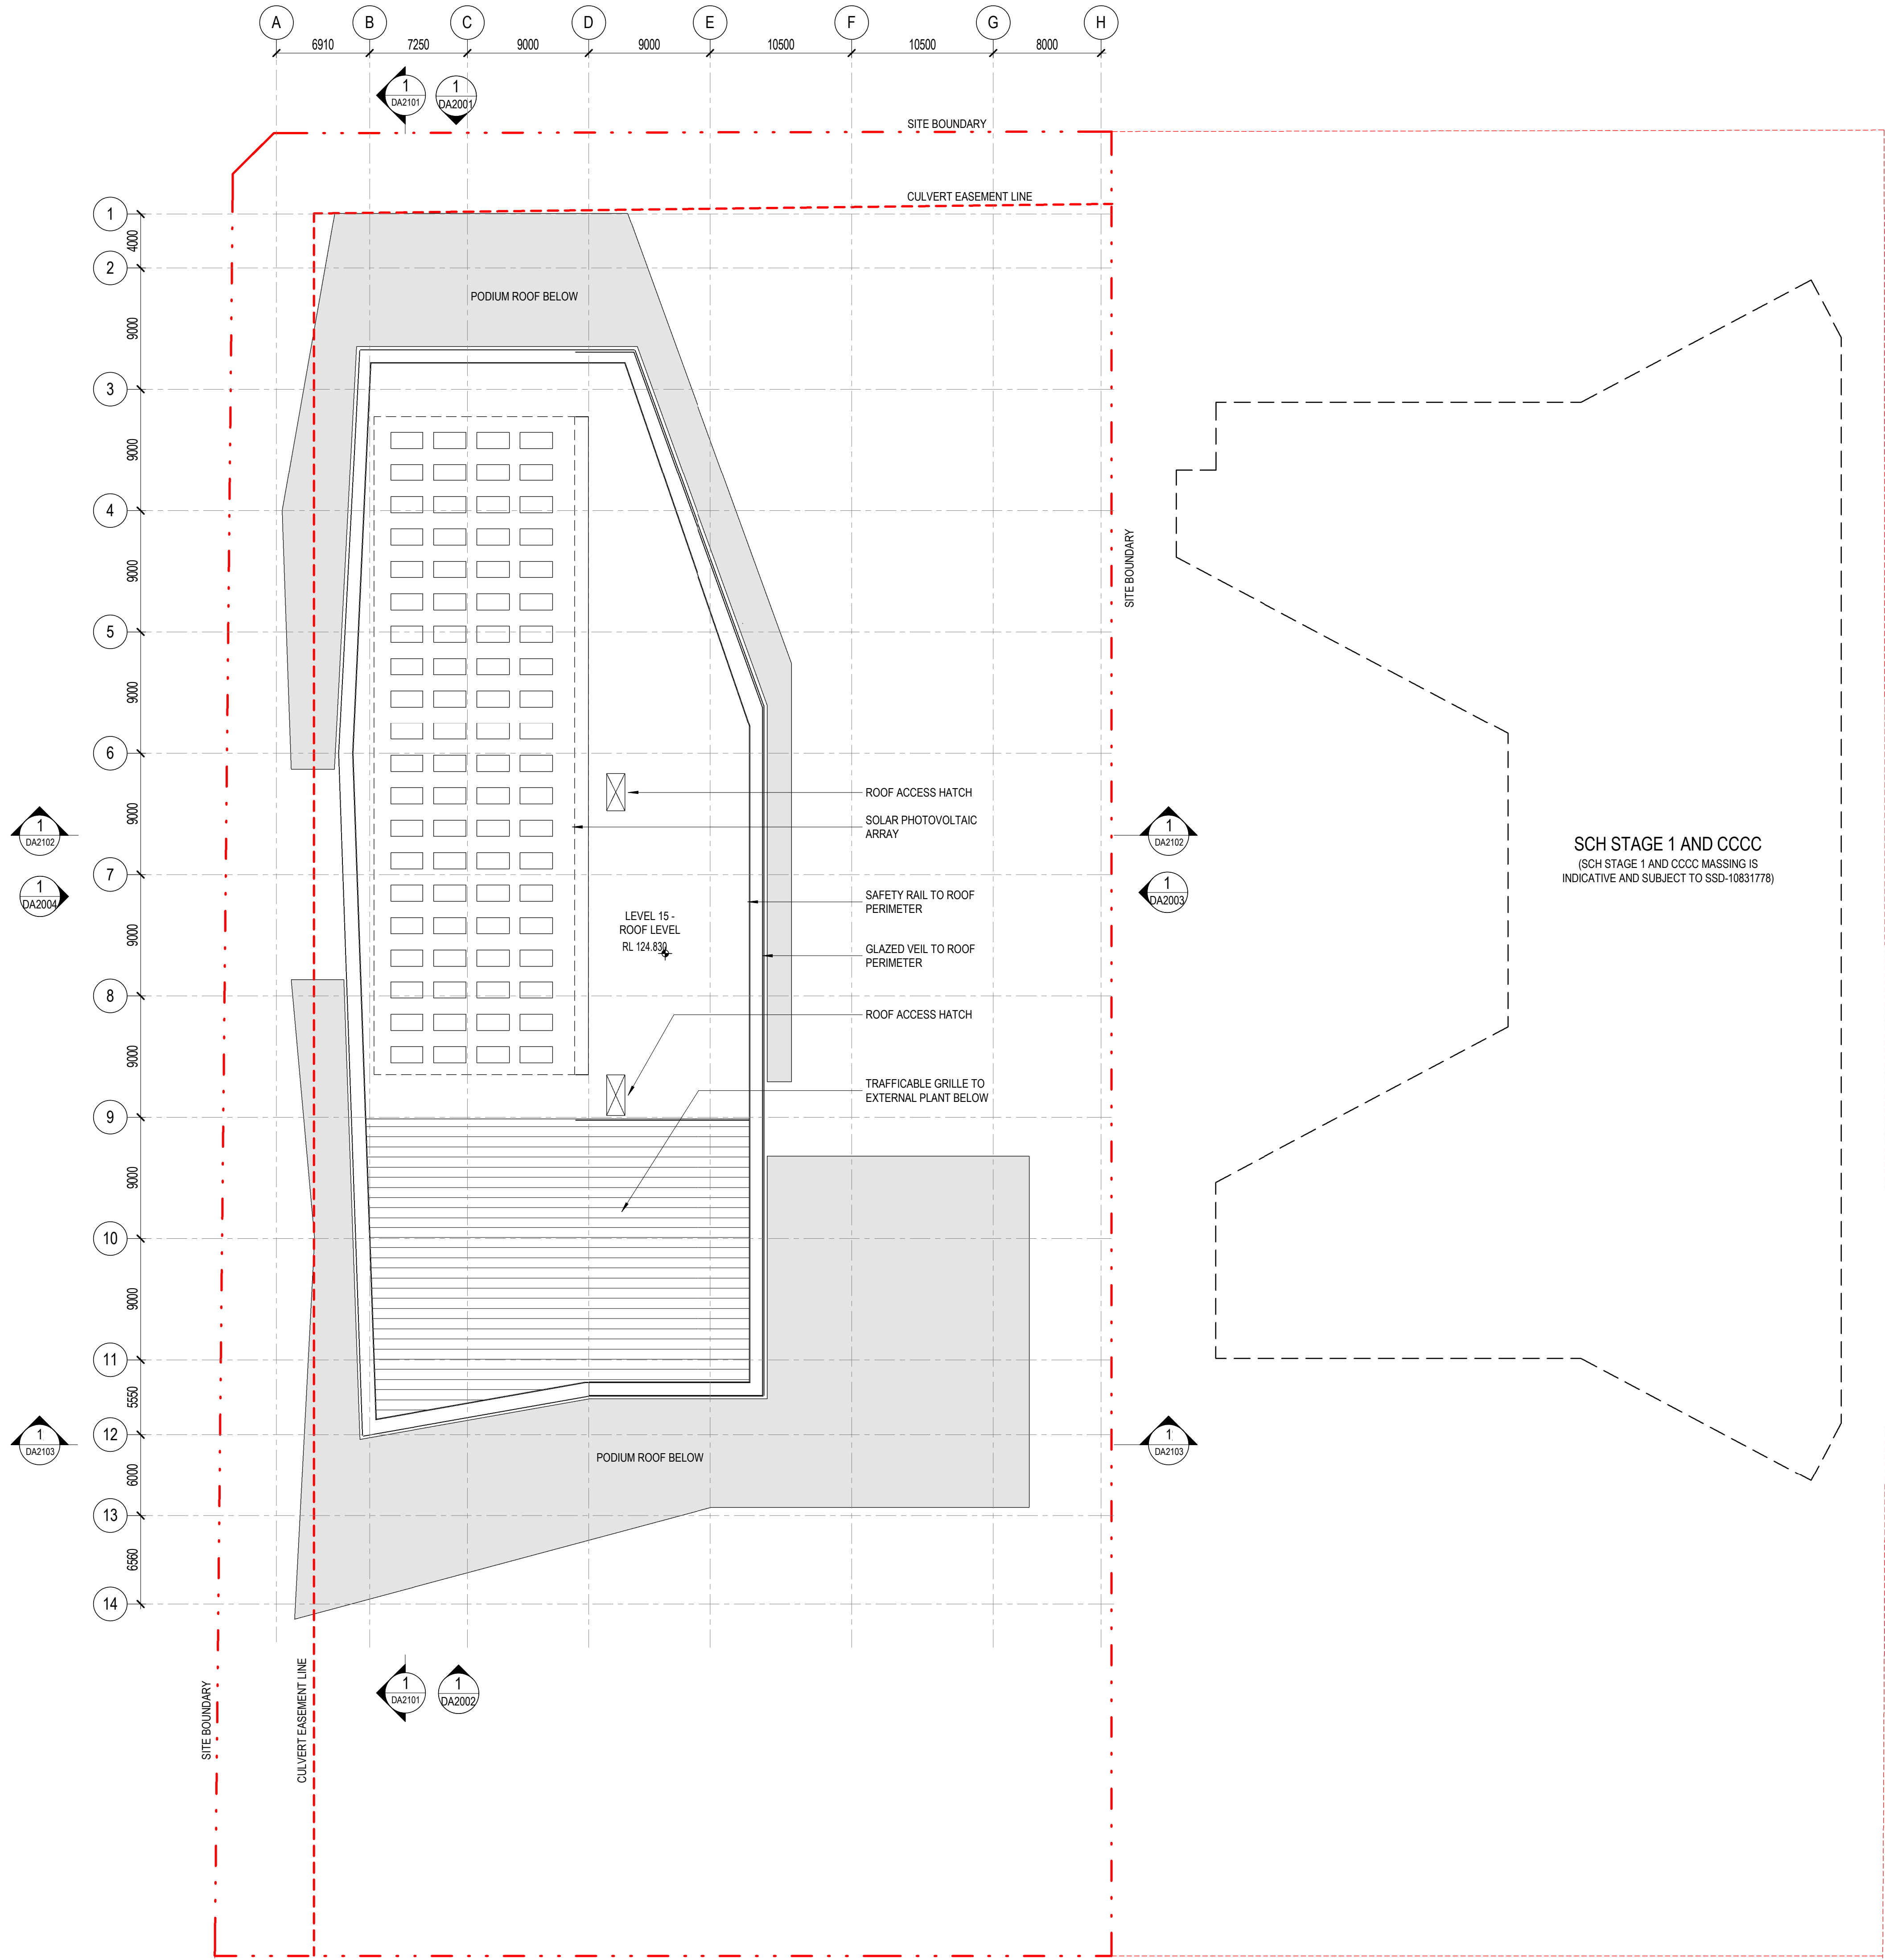 A
B
C
D
E
F
G
H
6910
7250
9000
9000
10500
10500
8000
1
DA2101
1
DA2001
SITE BOUNDARY
CULVERT EASEMENT LINE
1
4000
2
PODIUM ROOF BELOW
9000
3
9000
4
9000
SITE BOUNDARY
5
9000
6
ROOF ACCESS HATCH
9000
SOLAR PHOTOVOLTAIC
ARRAY
1
DA2102
1
DA2102
SCH STAGE 1 AND CCCC
(SCH STAGE 1 AND CCCC MASSING IS
INDICATIVE AND SUBJECT TO SSD-10831778)
7
1
DA2004
1
DA2003
SAFETY RAIL TO ROOF
PERIMETER
LEVEL 15 -
ROOF LEVEL
RL 124.830
9000
GLAZED VEIL TO ROOF
PERIMETER
8
ROOF ACCESS HATCH
9000
TRAFFICABLE GRILLE TO
EXTERNAL PLANT BELOW
9
9000
10
9000
11
5550
12
1
DA2103
1
DA2103
PODIUM ROOF BELOW
6000
13
6560
14
SITE BOUNDARY
CULVERT EASEMENT LINE
1
DA2101
1
DA2002